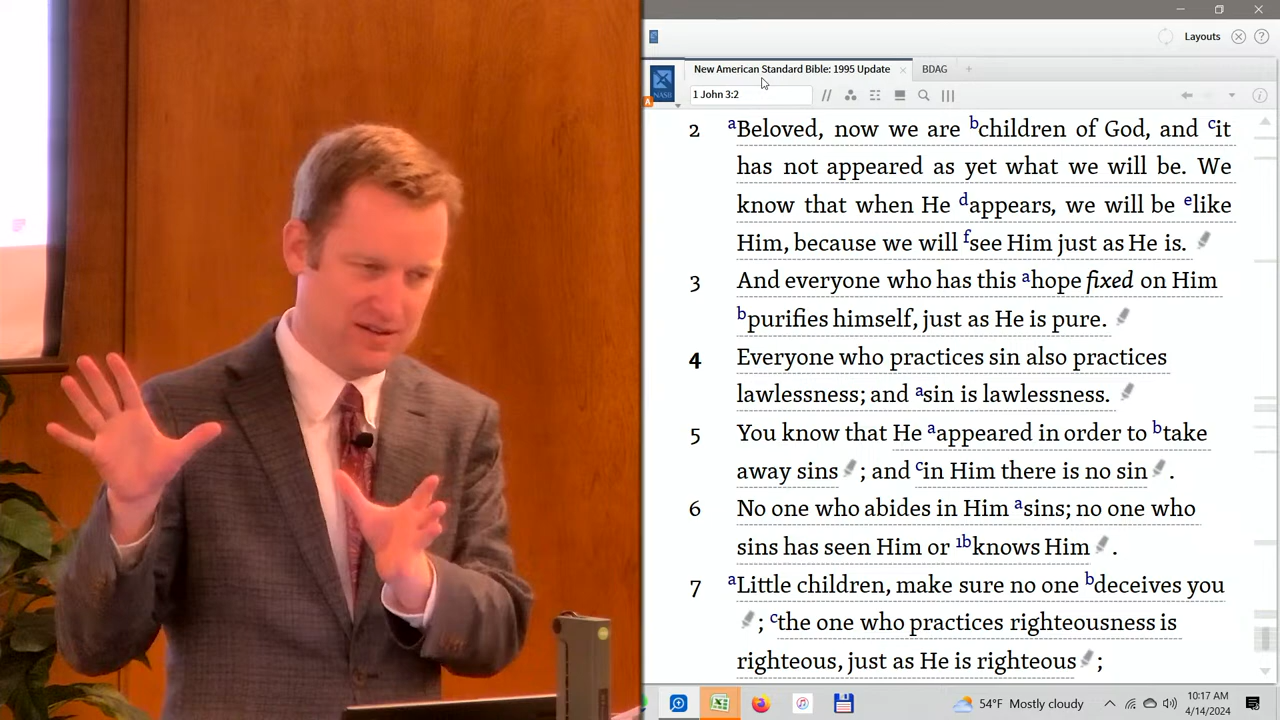 Layouts
New American Standard Bible: 1995 Update
BDAG
NASB
1 John 3:2
2 aBeloved, now we are bchildren of God, and cit
has not appeared as yet what we will be. We
know that when He dappears, we will be elike
Him, because we will fsee Him just as He is.
3 And everyone who has this ahope fixed on Him
bpurifies himself, just as He is pure.
4 Everyone who practices sin also practices
lawlessness; and asin is lawlessness.
5 You know that He aappeared in order to btake
away sins ; and cin Him there is no sin .
6 No one who abides in Him asins; no one who
sins has seen Him or 1bknows Him .
7 aLittle children, make sure no one bdeceives you
; cthe one who practices righteousness is
righteous, just as He is righteous ;
54°F Mostly cloudy
10:17 AM
4/14/2024